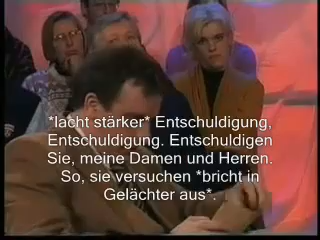 *lacht stärker* Entschuldigung,
Entschuldigung. Entschuldigen
Sie, meine Damen und Herren.
So, sie versuchen *bricht in
Gelächter aus*.